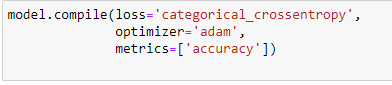 model.compile(loss='categorical_crossentropy',
              optimizer='adam',
              metrics=['accuracy'])